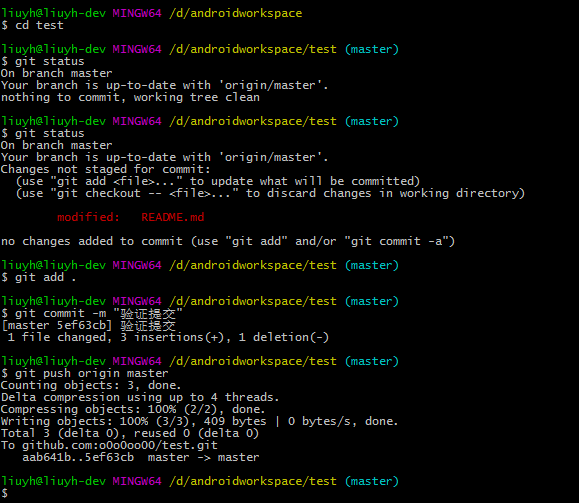 liuyh@liuyh-dev MINGW64 /d/androidworkspace
$ cd test
liuyh@liuyh-dev MINGW64 /d/androidworkspace/test (master)
$ git status
On branch master
Your branch is up-to-date with 'origin/master'.
nothing to commit, working tree clean
liuyh@liuyh-dev MINGW64 /d/androidworkspace/test (master)
$ git status
On branch master
Your branch is up-to-date with 'origin/master'.
Changes not staged for commit:
  (use "git add <file>..." to update what will be committed)
  (use "git checkout -- <file>..." to discard changes in working directory)
        modified:   README.md
no changes added to commit (use "git add" and/or "git commit -a")
liuyh@liuyh-dev MINGW64 /d/androidworkspace/test (master)
$ git add .
liuyh@liuyh-dev MINGW64 /d/androidworkspace/test (master)
$ git commit -m "验证提交"
[master 5ef63cb] 验证提交
 1 file changed, 3 insertions(+), 1 deletion(-)
liuyh@liuyh-dev MINGW64 /d/androidworkspace/test (master)
$ git push origin master
Counting objects: 3, done.
Delta compression using up to 4 threads.
Compressing objects: 100% (2/2), done.
Writing objects: 100% (3/3), 409 bytes | 0 bytes/s, done.
Total 3 (delta 0), reused 0 (delta 0)
To github.com:o0o0oo00/test.git
   aab641b..5ef63cb  master -> master
liuyh@liuyh-dev MINGW64 /d/androidworkspace/test (master)
$